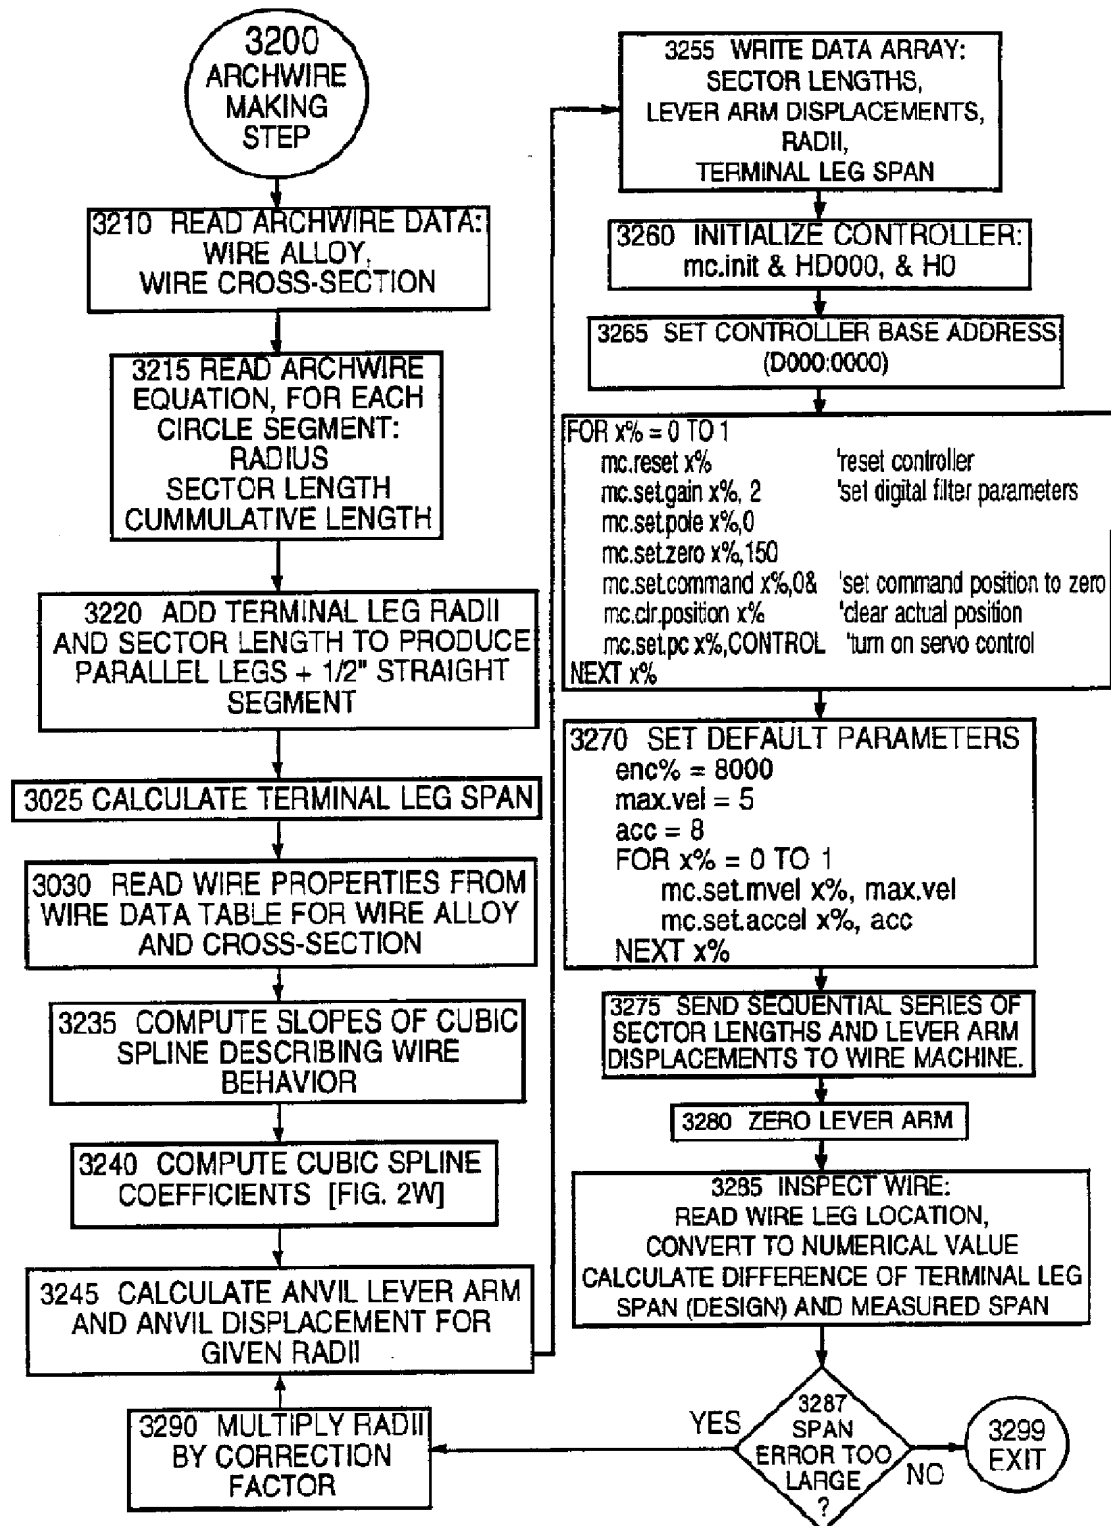 3200
ARCHWIRE
MAKING
STEP
3210 READ ARCHWIRE DATA:
WIRE ALLOY,
WIRE CROSS-SECTION
3215 READ ARCHWIRE
EQUATION, FOR EACH
CIRCLE SEGMENT:
RADIUS
SECTOR LENGTH
CUMMULATIVE LENGTH
3220 ADD TERMINAL LEG RADII
AND SECTOR LENGTH TO PRODUCE
PARALLEL LEGS + 1/2" STRAIGHT
SEGMENT
3025 CALCULATE TERMINAL LEG SPAN
3030 READ WIRE PROPERTIES FROM
WIRE DATA TABLE FOR WIRE ALLOY
AND CROSS-SECTION
3235 COMPUTE SLOPES OF CUBIC
SPLINE DESCRIBING WIRE
BEHAVIOR
3240 COMPUTE CUBIC SPLINE
COEFFICIENTS [FIG. 2W]
3245 CALCULATE ANVIL LEVER ARM
AND ANVIL DISPLACEMENT FOR
GIVEN RADII
3290 MULTIPLY RADII
BY CORRECTION
FACTOR
3255 WRITE DATA ARRAY:
SECTOR LENGTHS,
LEVER ARM DISPLACEMENTS,
RADII,
TERMINAL LEG SPAN
3260 INITIALIZE CONTROLLER:
mc.init & HD000, & H0
3265 SET CONTROLLER BASE ADDRESS
(D000:0000)
FOR x% = 0 TO 1
mc.reset x% 'reset controller
mc.set.gain x%, 2 'set digital filter parameters
mc.set.pole x%,0
mc.set.zero x%,150
mc.set.command x%,0& 'set command position to zero
mc.clr.position x% 'clear actual position
mc.set.pc x%,CONTROL 'turn on servo control
NEXT x%
3270 SET DEFAULT PARAMETERS
enc% = 8000
max.vel = 5
acc = 8
FOR x% = 0 TO 1
mc.set.mvel x%, max.vel
mc.set.accel x%, acc
NEXT x%
3275 SEND SEQUENTIAL SERIES OF
SECTOR LENGTHS AND LEVER ARM
DISPLACEMENTS TO WIRE MACHINE.
3280 ZERO LEVER ARM
3285 INSPECT WIRE:
READ WIRE LEG LOCATION,
CONVERT TO NUMERICAL VALUE
CALCULATE DIFFERENCE OF TERMINAL LEG
SPAN (DESIGN) AND MEASURED SPAN
3287
SPAN
ERROR TOO
LARGE
?
YES
NO
3299
EXIT